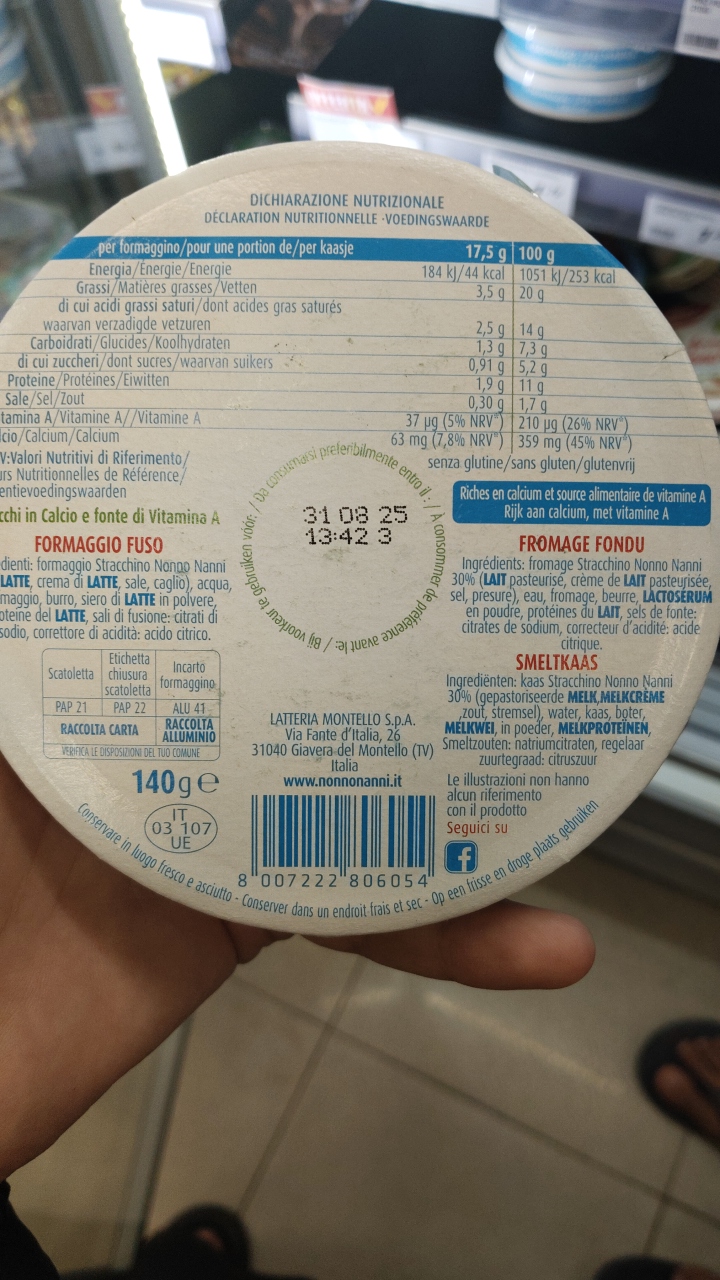 DICHIARAZIONE NUTRIZIONALE
DÉCLARATION NUTRITIONNELLE ·VOEDINGSWAARDE
per formaggino/pour une portion de/per kaasje 17,5 g 100 g
Energia/Énergie/Energie 184 kJ/44 kcal 1051 kJ/253 kcal
Grassi/Matières grasses/Vetten 3,5 g 20 g
di cui acidi grassi saturi/dont acides gras saturés
waarvan verzadigde vetzuren 2,5 g 14 g
Carboidrati/Glucides/Koolhydraten 1,3 g 7,3 g
di cui zuccheri/dont sucres/waarvan suikers 0,91 g 5,2 g
Proteine/Protéines/Eiwitten 1,9 g 11 g
Sale/Sel/Zout 0,30 g 1,7 g
tamina A/Vitamine A//Vitamine A 37 µg (5% NRV*) 210 µg (26% NRV*)
lcio/Calcium/Calcium 63 mg (7,8% NRV*) 359 mg (45% NRV*)
V:Valori Nutritivi di Riferimento/
urs Nutritionnelles de Référence/
entievoedingswaarden
senza glutine/sans gluten/glutenvrij
cchi in Calcio e fonte di Vitamina A
Riches en calcium et source alimentaire de vitamine A
Rijk aan calcium, met vitamine A
Da consumarsi preferibilmente entro il: / À consommer de préférence avant le: / Bij voorkeur te gebruiken vóór: /
31 08 25
13:42 3
FORMAGGIO FUSO
dienti: formaggio Stracchino Nonno Nanni
LATTE, crema di LATTE, sale, caglio), acqua,
maggio, burro, siero di LATTE in polvere,
oteine del LATTE, sali di fusione: citrati di
sodio, correttore di acidità: acido citrico.
FROMAGE FONDU
Ingrédients: fromage Stracchino Nonno Nanni
30% (LAIT pasteurisé, crème de LAIT pasteurisée,
sel, présure), eau, fromage, beurre, LACTOSÉRUM
en poudre, protéines du LAIT, sels de fonte:
citrates de sodium, correcteur d'acidité: acide
citrique.
SMELTKAAS
Ingrediënten: kaas Stracchino Nonno Nanni
30% (gepastoriseerde MELK,MELKCRÈME
,zout, stremsel), water, kaas, boter,
MELKWEI, in poeder, MELKPROTEÏNEN,
Smeltzouten: natriumcitraten, regelaar
zuurtegraad: citruszuur
Scatoletta Etichetta chiusura scatoletta Incarto formaggino
PAP 21 PAP 22 ALU 41
RACCOLTA CARTA RACCOLTA ALLUMINIO
VERIFICA LE DISPOSIZIONI DEL TUO COMUNE
140g e
IT
03 107
UE
LATTERIA MONTELLO S.p.A.
Via Fante d'Italia, 26
31040 Giavera del Montello (TV)
Italia
www.nonnonanni.it
8 007222 806054
Le illustrazioni non hanno
alcun riferimento
con il prodotto
Seguici su
f
Conservare in luogo fresco e asciutto - Conserver dans un endroit frais et sec - Op een frisse en droge plaats gebruiken